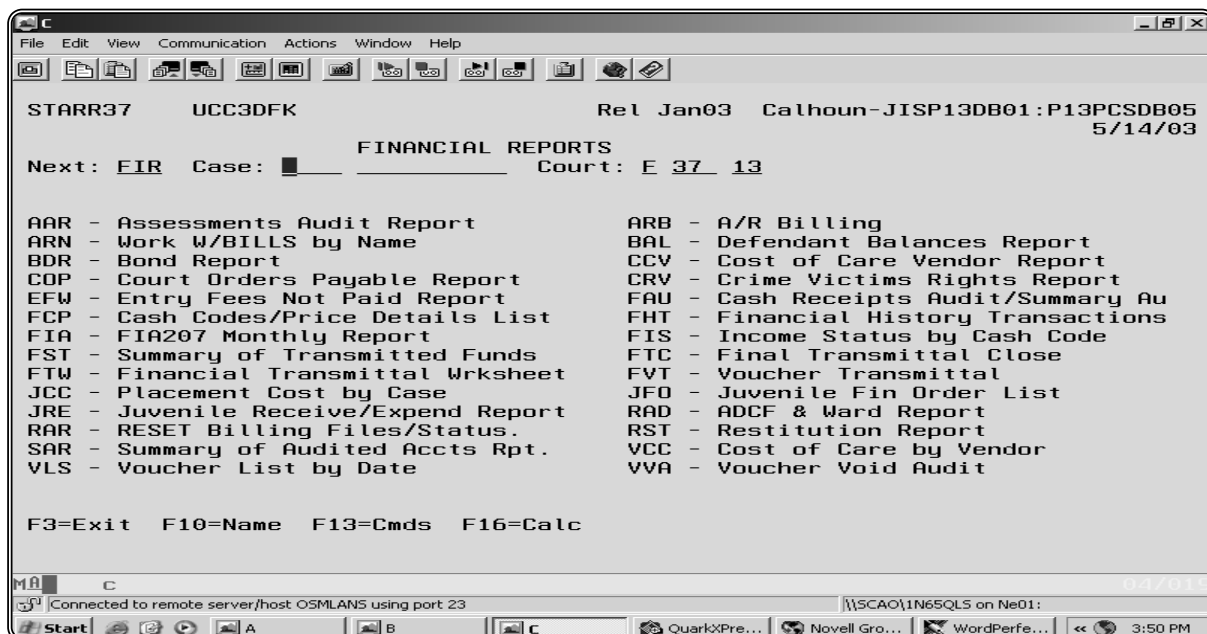 C
File Edit View Communication Actions Window Help
STARR37 UCC3DFK Rel Jan03 Calhoun-JISP13DB01:P13PCSDB05
5/14/03
FINANCIAL REPORTS
Next: FIR Case: Court: F 37 13
AAR - Assessments Audit Report ARB - A/R Billing
ARN - Work W/BILLS by Name BAL - Defendant Balances Report
BDR - Bond Report CCV - Cost of Care Vendor Report
COP - Court Orders Payable Report CRV - Crime Victims Rights Report
EFW - Entry Fees Not Paid Report FAU - Cash Receipts Audit/Summary Au
FCP - Cash Codes/Price Details List FHT - Financial History Transactions
FIA - FIA207 Monthly Report FIS - Income Status by Cash Code
FST - Summary of Transmitted Funds FTC - Final Transmittal Close
FTW - Financial Transmittal Wrksheet FVT - Voucher Transmittal
JCC - Placement Cost by Case JFO - Juvenile Fin Order List
JRE - Juvenile Receive/Expend Report RAD - ADCF & Ward Report
RAR - RESET Billing Files/Status. RST - Restitution Report
SAR - Summary of Audited Accts Rpt. VCC - Cost of Care by Vendor
VLS - Voucher List by Date VVA - Voucher Void Audit
F3=Exit F10=Name F13=Cmds F16=Calc
MA C 04/019
Connected to remote server/host OSMLANS using port 23 \\SCAO\1N65QLS on Ne01:
Start A B C QuarkXPre... Novell Gro... WordPerfe... « 3:50 PM